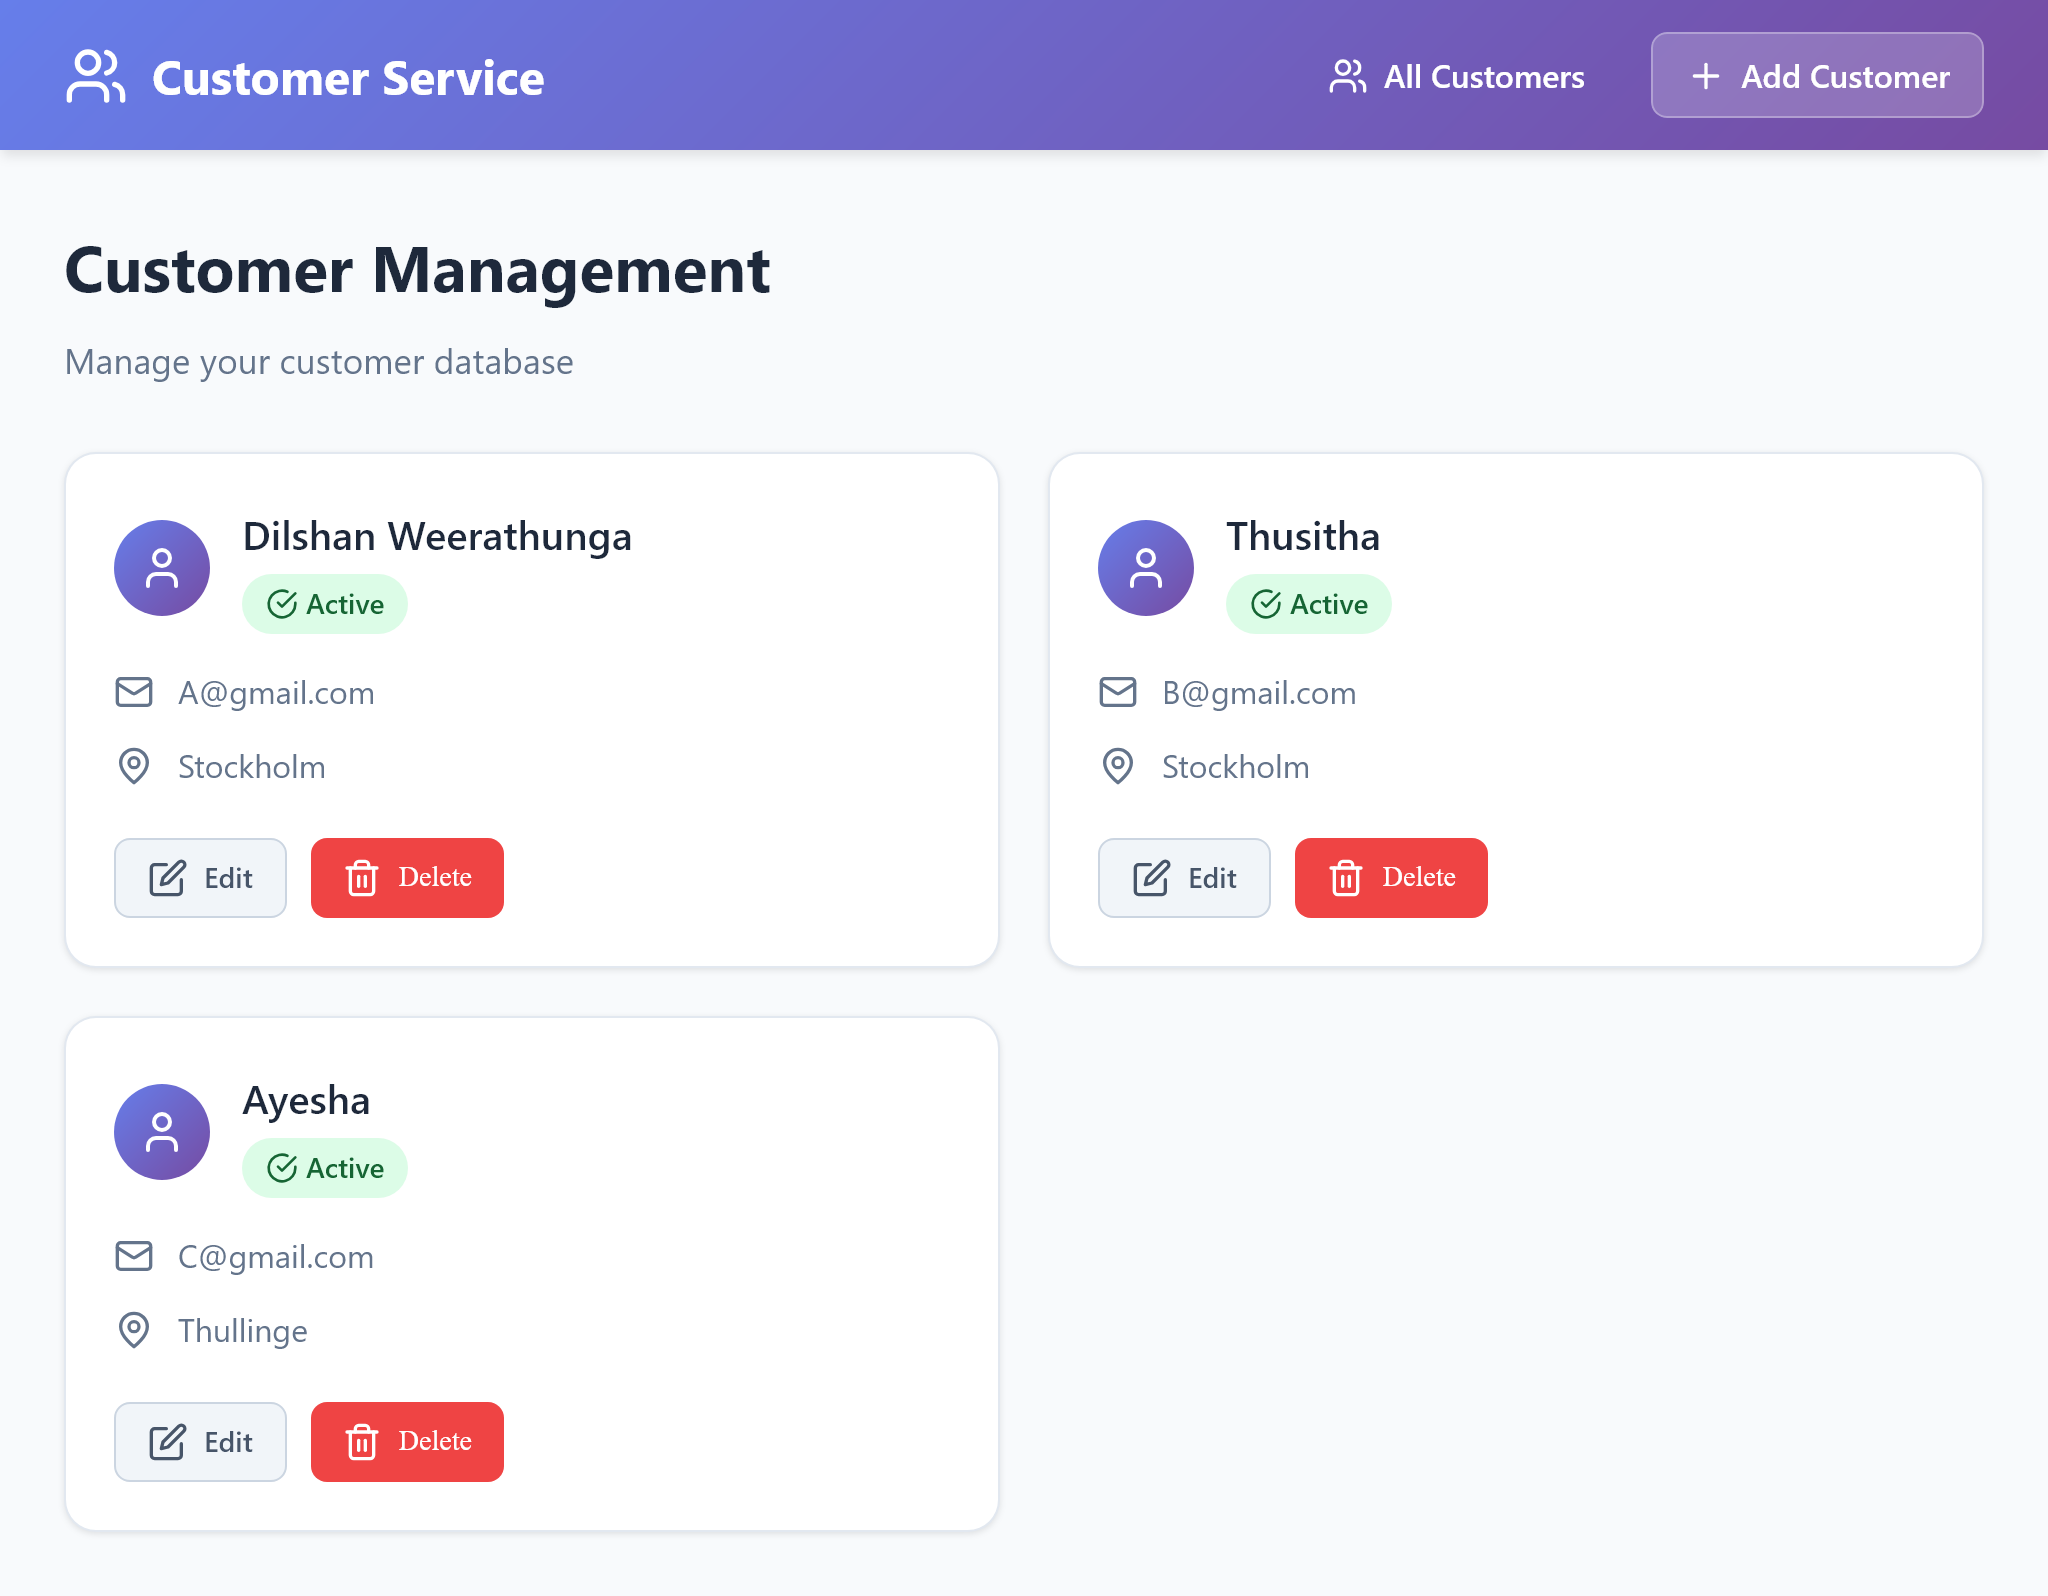 Customer Service
All Customers
Add Customer
Customer Management
Manage your customer database
Dilshan Weerathunga
Active
A@gmail.com
Stockholm
Edit
Delete
Thusitha
Active
B@gmail.com
Stockholm
Edit
Delete
Ayesha
Active
C@gmail.com
Thullinge
Edit
Delete